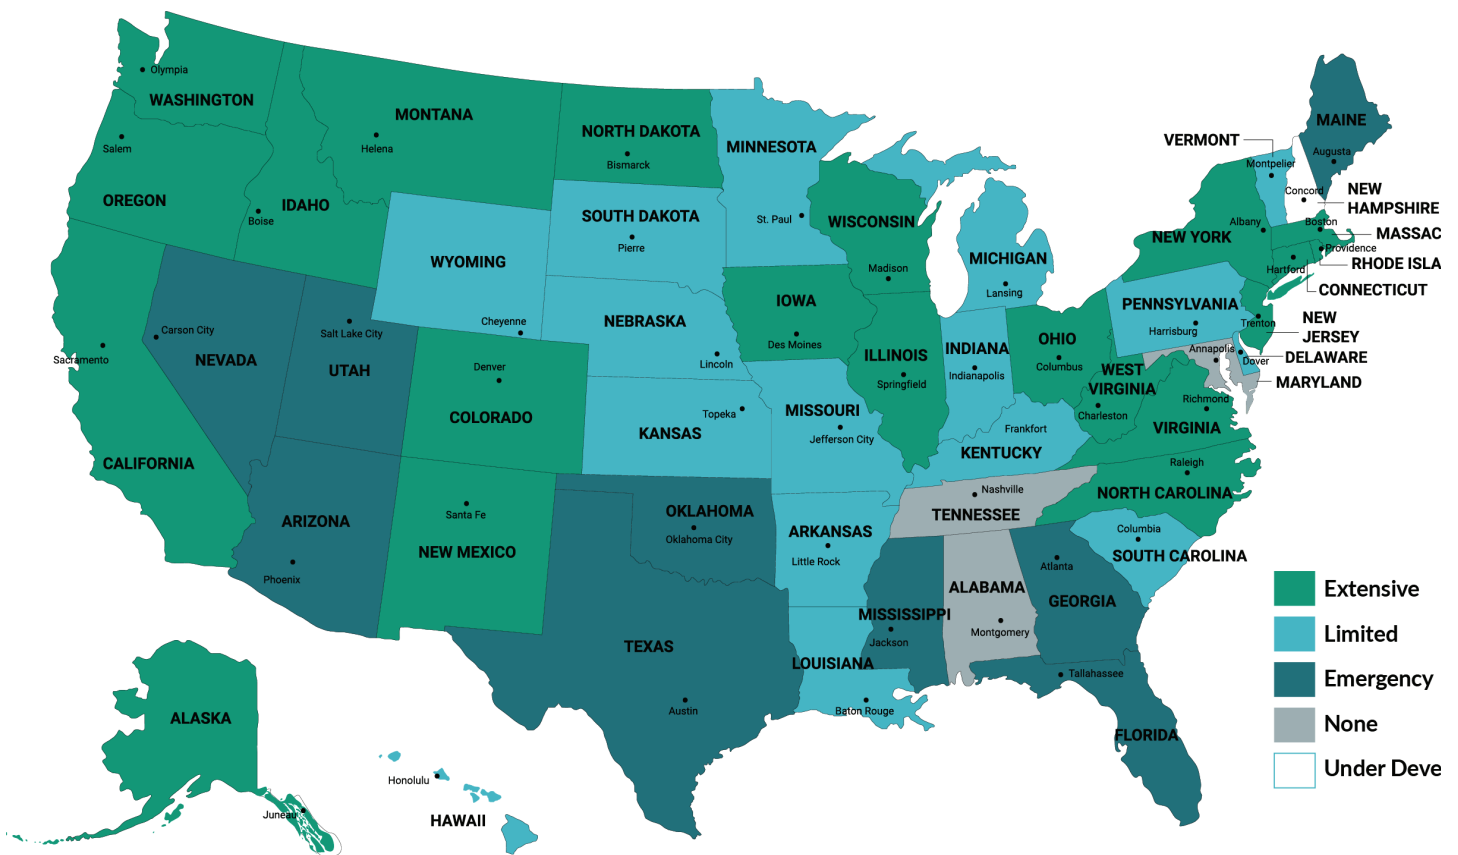 Olympia
WASHINGTON
MONTANA
Helena
NORTH DAKOTA
Bismarck
MINNESOTA
St. Paul
MAINE
Augusta
VERMONT
Montpelier
Concord
NEW
HAMPSHIRE
Salem
OREGON
IDAHO
Boise
SOUTH DAKOTA
Pierre
WISCONSIN
Madison
Albany
NEW YORK
Boston
MASSAC
Providence
RHODE ISLA
Hartford
CONNECTICUT
WYOMING
Cheyenne
MICHIGAN
Lansing
IOWA
Des Moines
NEBRASKA
Lincoln
PENNSYLVANIA
Harrisburg
Trenton
NEW
JERSEY
Carson City
NEVADA
Salt Lake City
UTAH
Sacramento
CALIFORNIA
Denver
COLORADO
Topeka
KANSAS
MISSOURI
Jefferson City
ILLINOIS
Springfield
INDIANA
Indianapolis
OHIO
Columbus
WEST
VIRGINIA
Charleston
Annapolis
Dover
DELAWARE
MARYLAND
Richmond
VIRGINIA
Frankfort
KENTUCKY
Raleigh
NORTH CAROLINA
Nashville
TENNESSEE
ARIZONA
Phoenix
Santa Fe
NEW MEXICO
OKLAHOMA
Oklahoma City
ARKANSAS
Little Rock
Columbia
SOUTH CAROLINA
Atlanta
GEORGIA
ALABAMA
Montgomery
MISSISSIPPI
Jackson
TEXAS
Austin
LOUISIANA
Baton Rouge
Tallahassee
FLORIDA
ALASKA
Juneau
Honolulu
HAWAII
Extensive
Limited
Emergency
None
Under Deve